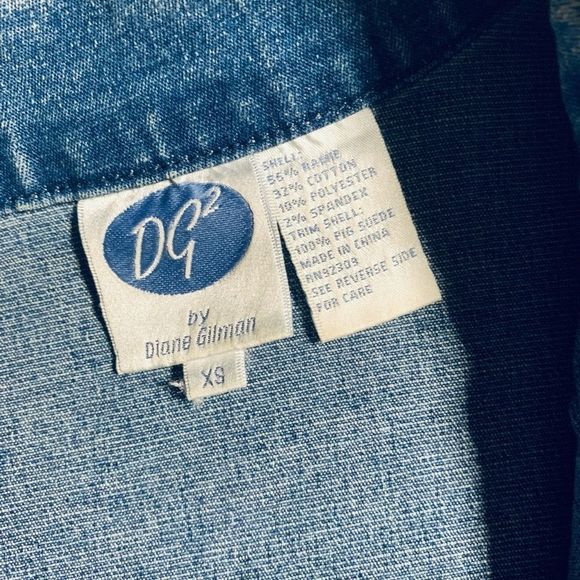 DG2
by
Diane Gilman
XS
SHELL:
56% RAMIE
32% COTTON
10% POLYESTER
2% SPANDEX
TRIM SHELL:
100% PIG SUEDE
MADE IN CHINA
RN92309
SEE REVERSE SIDE
FOR CARE